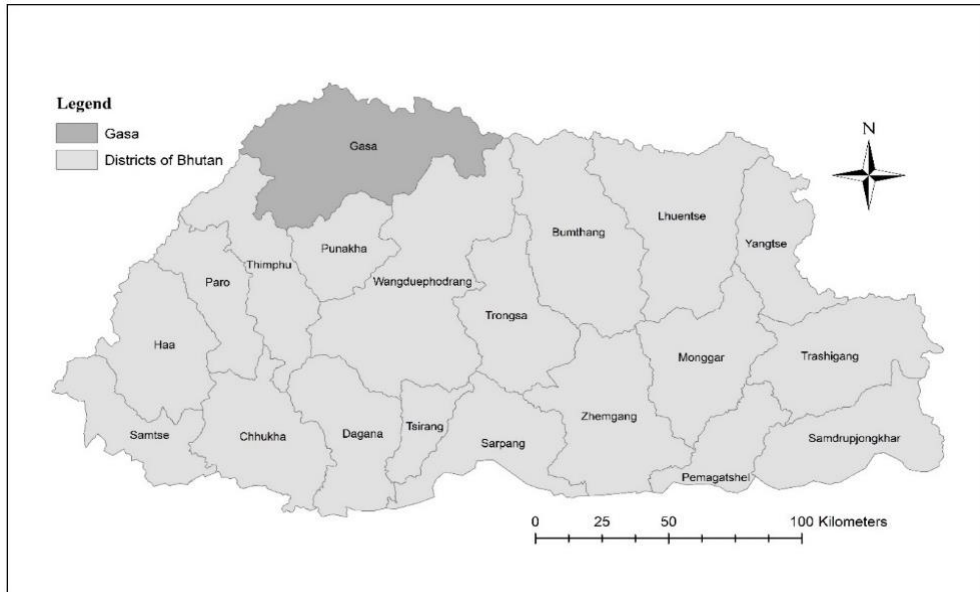 Legend
Gasa
Districts of Bhutan
N
Gasa
Lhuentse
Bumthang
Yangtse
Punakha
Thimphu
Paro
Wangduephodrang
Trongsa
Haa
Monggar
Trashigang
Zhemgang
Tsirang
Samtse
Chhukha
Dagana
Sarpang
Samdrupjongkhar
Pemagatshel
0 25 50 100 Kilometers